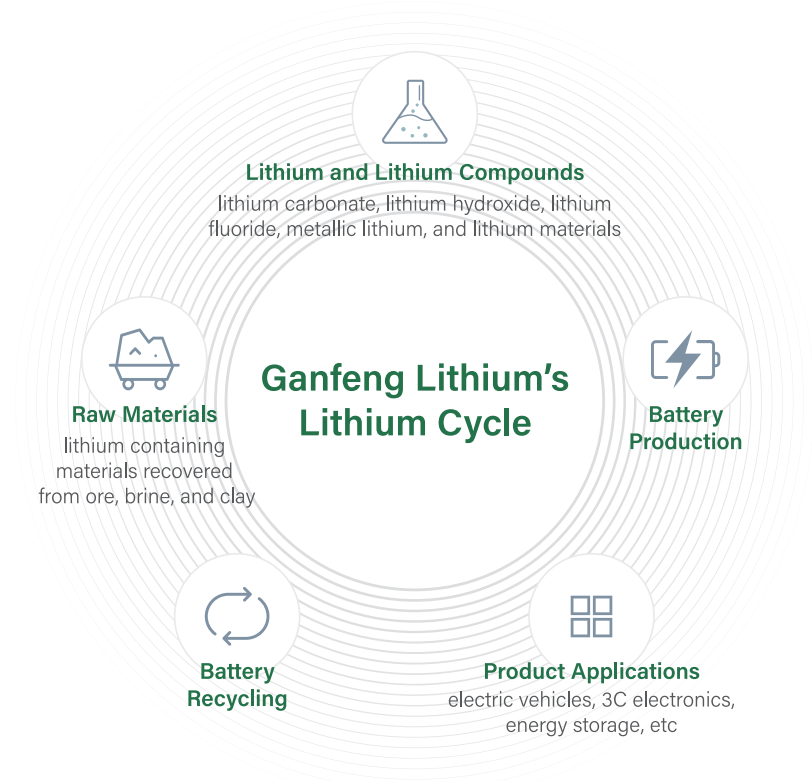 Lithium and Lithium Compounds
lithium carbonate, lithium hydroxide, lithium
fluoride, metallic lithium, and lithium materials
Ganfeng Lithium's
Lithium Cycle
Raw Materials
lithium containing
materials recovered
from ore, brine, and clay
Battery
Production
Battery
Recycling
Product Applications
electric vehicles, 3C electronics,
energy storage, etc